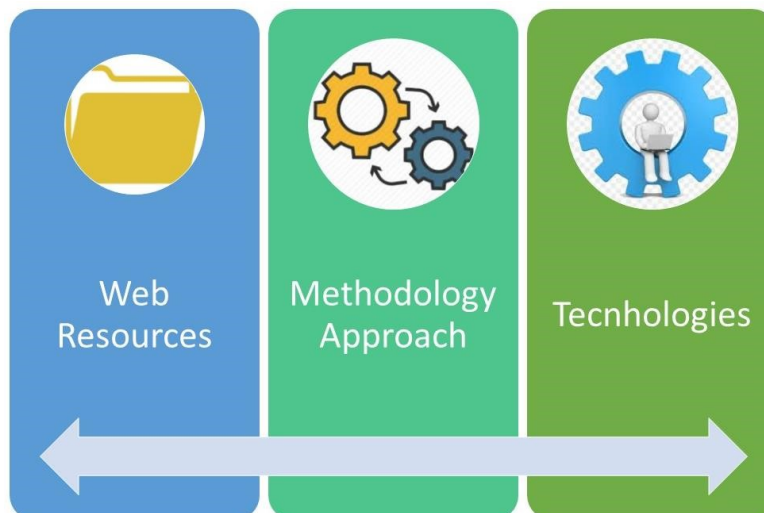 Web
Resources
Methodology
Approach
Tecnhologies